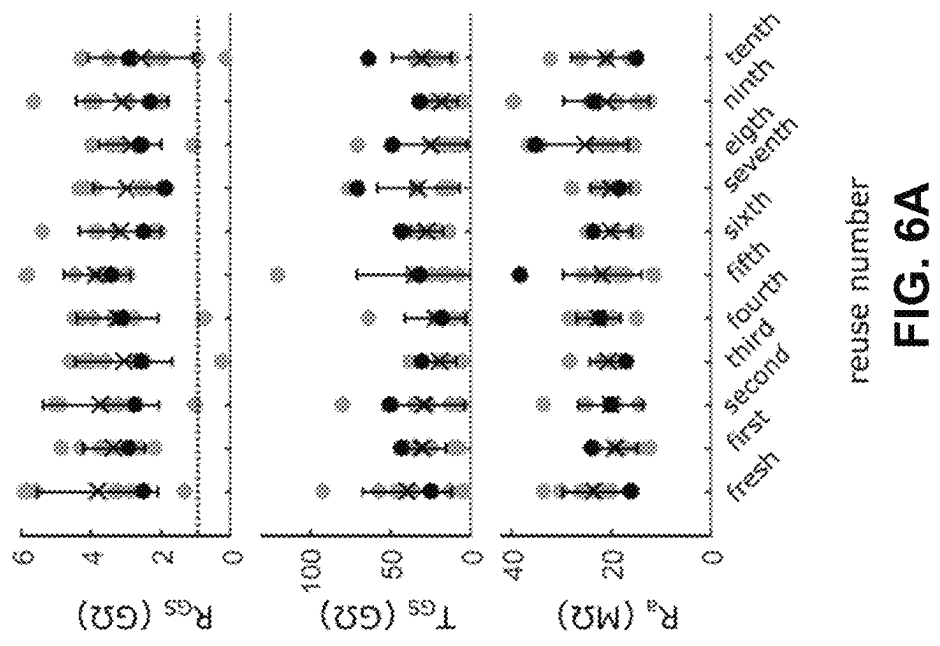 R_GS (GΩ)
6
4
2
0
T_GS (GΩ)
100
50
0
R_a (MΩ)
40
20
0
fresh
first
second
third
fourth
fifth
sixth
seventh
eigth
ninth
tenth
reuse number
FIG. 6A